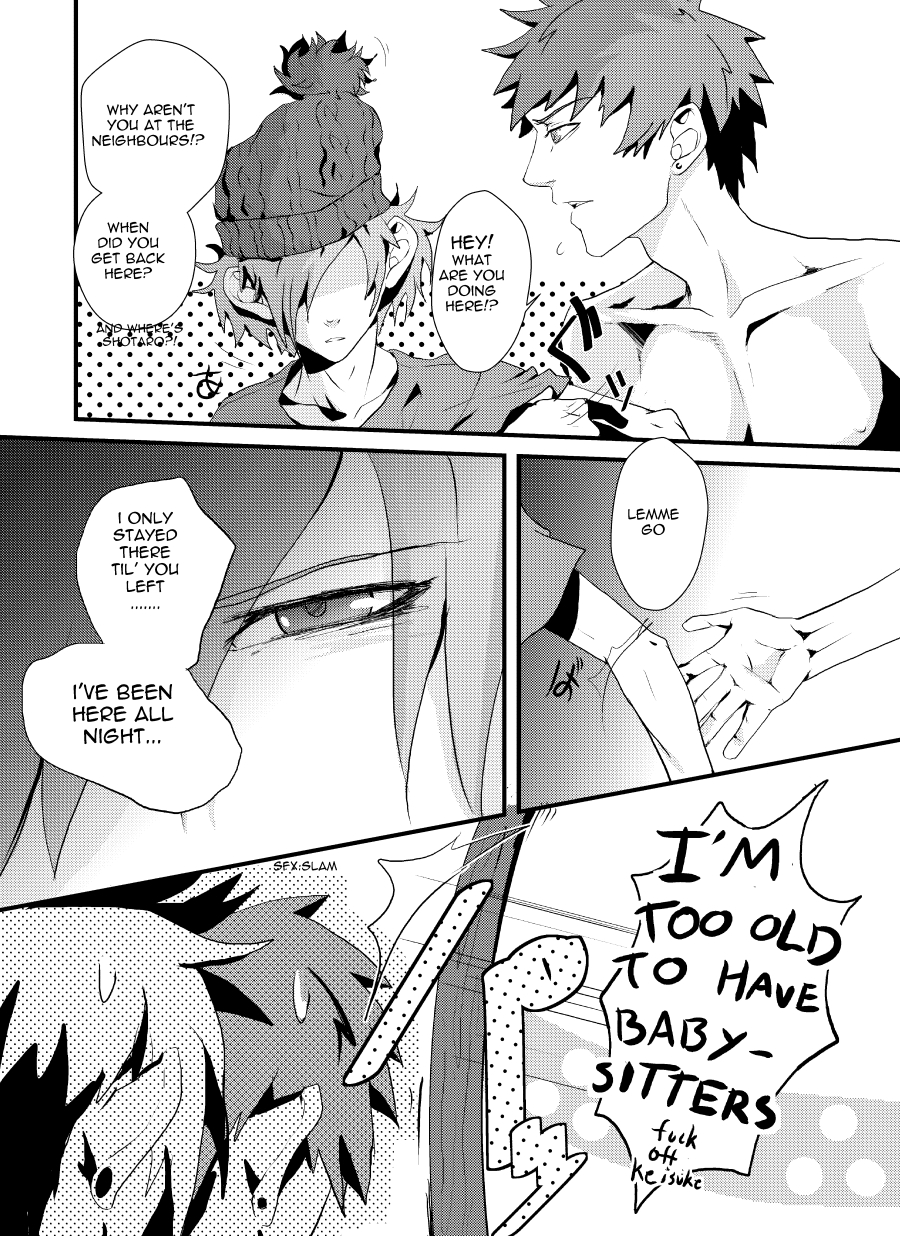 HEY!
WHAT
ARE YOU
DOING
HERE!?
WHY AREN'T
YOU AT THE
NEIGHBOURS!?
WHEN
DID YOU
GET BACK
HERE?
AND WHERE'S
SHOTARO?!
LEMME
GO
I ONLY
STAYED
THERE
TIL' YOU
LEFT
.......
I'VE BEEN
HERE ALL
NIGHT...
SFX:SLAM
I'M
TOO OLD
TO HAVE
BABY-
SITTERS
fuck
off
Keisuke